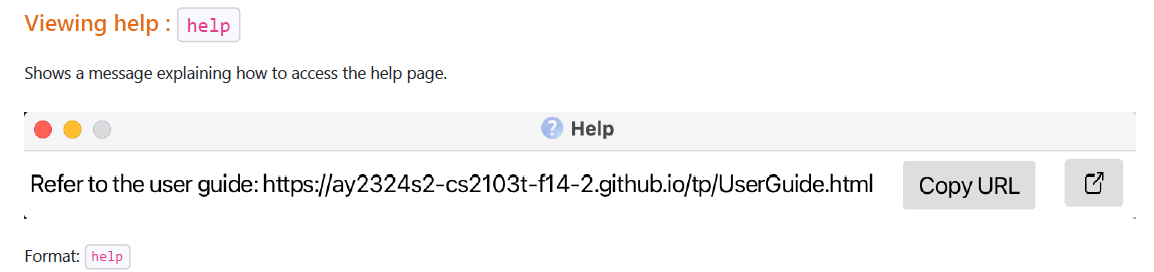 Viewing help : help
Shows a message explaining how to access the help page.
? Help
Refer to the user guide: https://ay2324s2-cs2103t-f14-2.github.io/tp/UserGuide.html Copy URL
Format: help